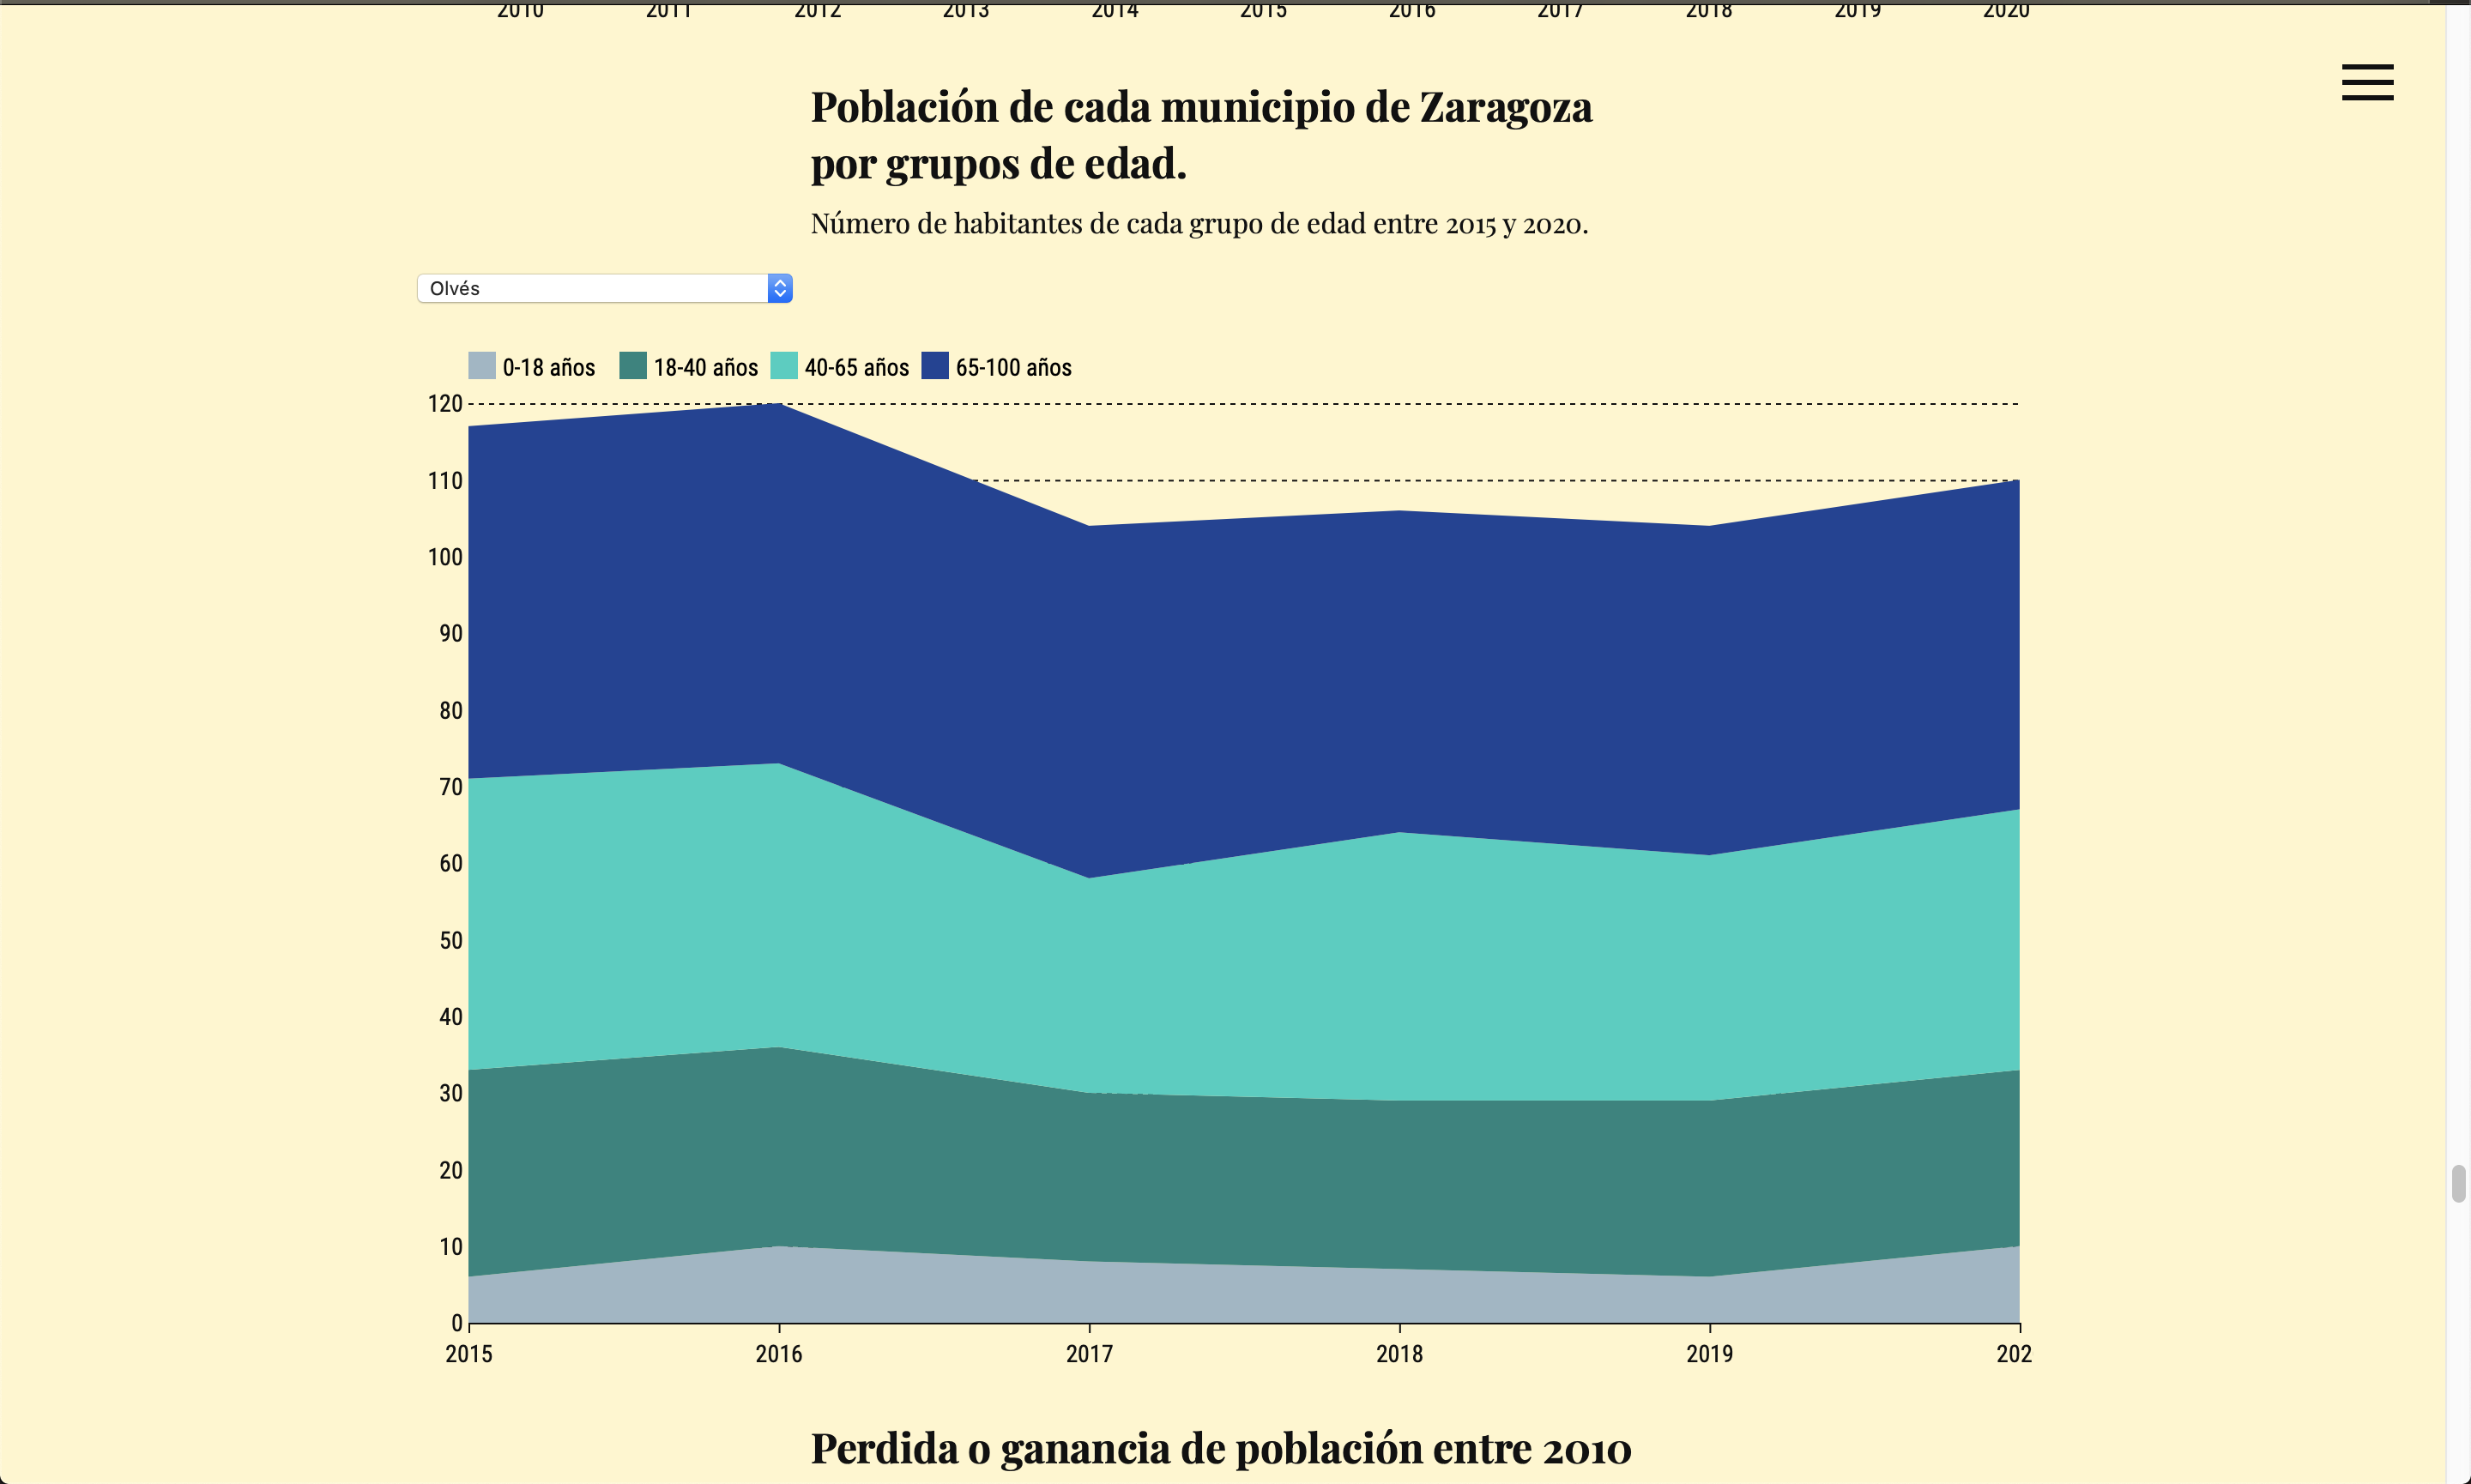 2010 2011 2012 2013 2014 2015 2016 2017 2018 2019 2020
Población de cada municipio de Zaragoza
por grupos de edad.
Número de habitantes de cada grupo de edad entre 2015 y 2020.
Olvés
0-18 años 18-40 años 40-65 años 65-100 años
120
110
100
90
80
70
60
50
40
30
20
10
0
2015 2016 2017 2018 2019 202
Perdida o ganancia de población entre 2010